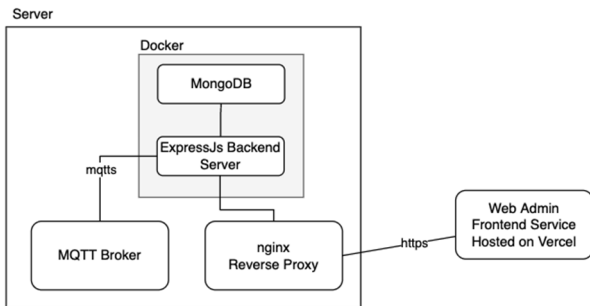 Server
Docker
MongoDB
ExpressJs Backend
Server
mqtts
MQTT Broker
nginx
Reverse Proxy
https
Web Admin
Frontend Service
Hosted on Vercel